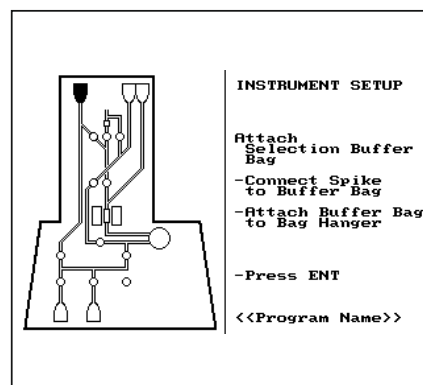 INSTRUMENT SETUP
Attach
Selection Buffer
Bag
-Connect Spike
to Buffer Bag
-Attach Buffer Bag
to Bag Hanger
-Press ENT
<<Program Name>>